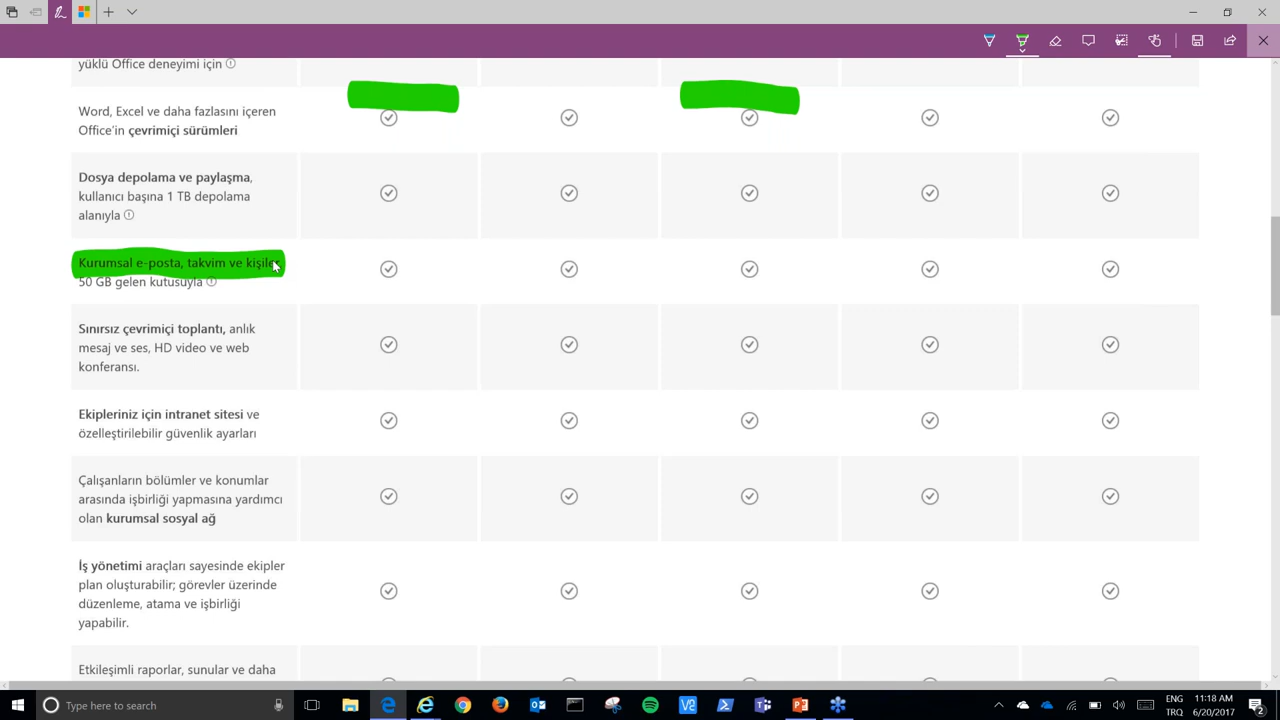 yüklü Office deneyimi için
Word, Excel ve daha fazlasını içeren
Office'in çevrimiçi sürümleri
Dosya depolama ve paylaşma,
kullanıcı başına 1 TB depolama
alanıyla
Kurumsal e-posta, takvim ve kişiler,
50 GB gelen kutusuyla
Sınırsız çevrimiçi toplantı, anlık
mesaj ve ses, HD video ve web
konferansı.
Ekipleriniz için intranet sitesi ve
özelleştirilebilir güvenlik ayarları
Çalışanların bölümler ve konumlar
arasında işbirliği yapmasına yardımcı
olan kurumsal sosyal ağ
İş yönetimi araçları sayesinde ekipler
plan oluşturabilir; görevler üzerinde
düzenleme, atama ve işbirliği
yapabilir.
Etkileşimli raporlar, sunular ve daha
Type here to search
ENG
TRQ
11:18 AM
6/20/2017
2